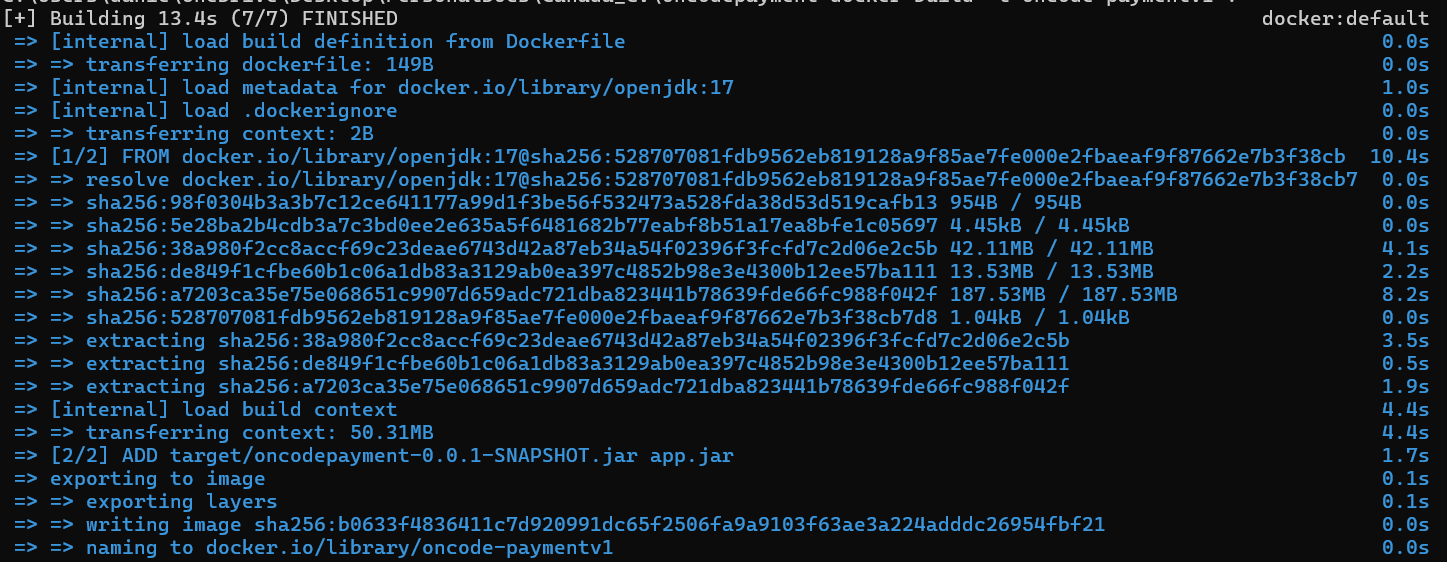 [+] Building 13.4s (7/7) FINISHED docker:default
=> [internal] load build definition from Dockerfile 0.0s
=> => transferring dockerfile: 149B 0.0s
=> [internal] load metadata for docker.io/library/openjdk:17 1.0s
=> [internal] load .dockerignore 0.0s
=> => transferring context: 2B 0.0s
=> [1/2] FROM docker.io/library/openjdk:17@sha256:528707081fdb9562eb819128a9f85ae7fe000e2fbaeaf9f87662e7b3f38cb 10.4s
=> => resolve docker.io/library/openjdk:17@sha256:528707081fdb9562eb819128a9f85ae7fe000e2fbaeaf9f87662e7b3f38cb7 0.0s
=> => sha256:98f0304b3a3b7c12ce641177a99d1f3be56f532473a528fda38d53d519cafb13 954B / 954B 0.0s
=> => sha256:5e28ba2b4cdb3a7c3bd0ee2e635a5f6481682b77eabf8b51a17ea8bfe1c05697 4.45kB / 4.45kB 0.0s
=> => sha256:38a980f2cc8accf69c23deae6743d42a87eb34a54f02396f3fcfd7c2d06e2c5b 42.11MB / 42.11MB 4.1s
=> => sha256:de849f1cfbe60b1c06a1db83a3129ab0ea397c4852b98e3e4300b12ee57ba111 13.53MB / 13.53MB 2.2s
=> => sha256:a7203ca35e75e068651c9907d659adc721dba823441b78639fde66fc988f042f 187.53MB / 187.53MB 8.2s
=> => sha256:528707081fdb9562eb819128a9f85ae7fe000e2fbaeaf9f87662e7b3f38cb7d8 1.04kB / 1.04kB 0.0s
=> => extracting sha256:38a980f2cc8accf69c23deae6743d42a87eb34a54f02396f3fcfd7c2d06e2c5b 3.5s
=> => extracting sha256:de849f1cfbe60b1c06a1db83a3129ab0ea397c4852b98e3e4300b12ee57ba111 0.5s
=> => extracting sha256:a7203ca35e75e068651c9907d659adc721dba823441b78639fde66fc988f042f 1.9s
=> [internal] load build context 4.4s
=> => transferring context: 50.31MB 4.4s
=> [2/2] ADD target/oncodepayment-0.0.1-SNAPSHOT.jar app.jar 1.7s
=> exporting to image 0.1s
=> => exporting layers 0.1s
=> => writing image sha256:b0633f4836411c7d920991dc65f2506fa9a9103f63ae3a224adddc26954fbf21 0.0s
=> => naming to docker.io/library/oncode-paymentv1 0.0s